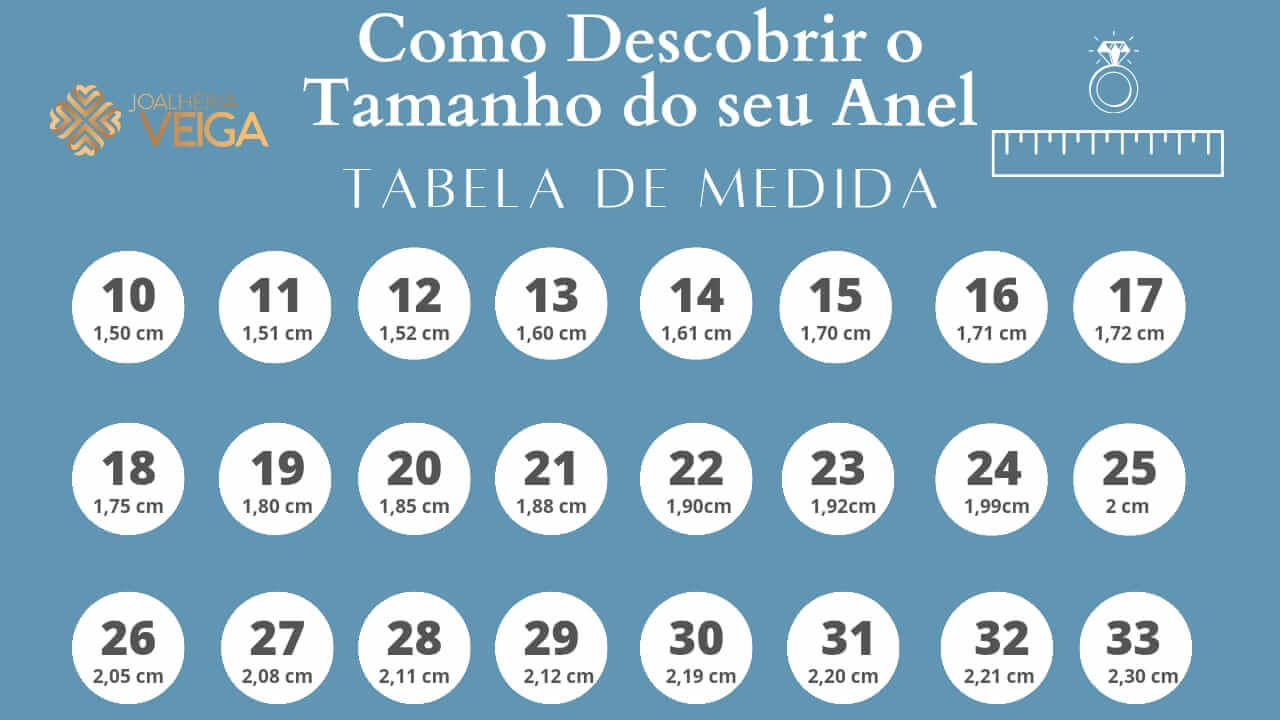 Como Descobrir o
Tamanho do seu Anel
JOALHERIA
VEIGA
TABELA DE MEDIDA
10 11 12 13 14 15 16 17
1,50 cm 1,51 cm 1,52 cm 1,60 cm 1,61 cm 1,70 cm 1,71 cm 1,72 cm
18 19 20 21 22 23 24 25
1,75 cm 1,80 cm 1,85 cm 1,88 cm 1,90cm 1,92cm 1,99cm 2 cm
26 27 28 29 30 31 32 33
2,05 cm 2,08 cm 2,11 cm 2,12 cm 2,19 cm 2,20 cm 2,21 cm 2,30 cm